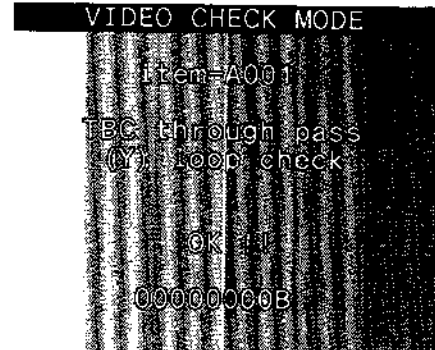 VIDEO CHECK MODE
item-A001
TBC through pass
(Y) loop check
OK !!
00000000B